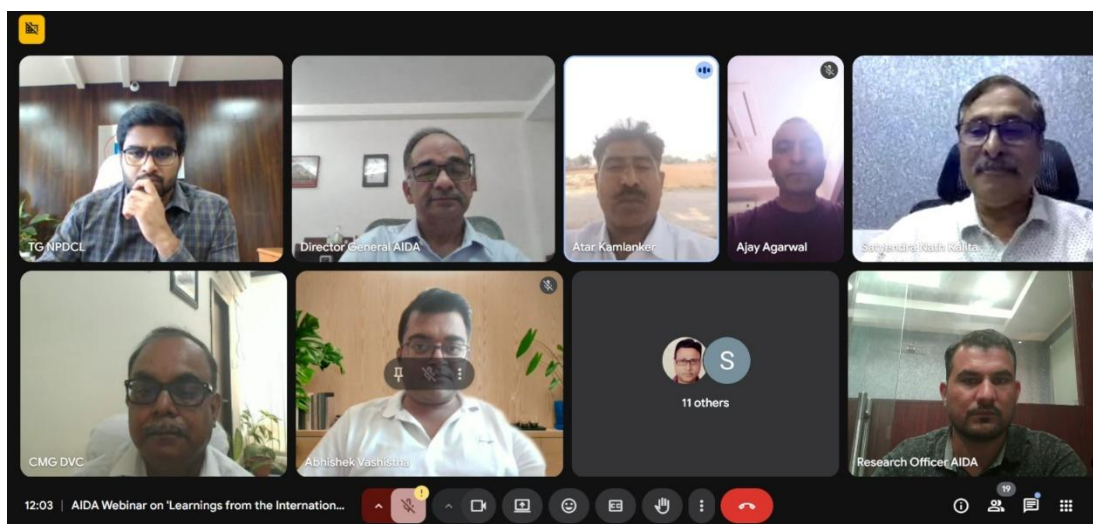 TG NPDCL
Director General AIDA
Atar Kamlanker
Ajay Agarwal
Satyendra Nath Kalita
CMG DVC
Abhishek Vashistha
S
11 others
Research Officer AIDA
12:03 | AIDA Webinar on 'Learnings from the Internation...
19